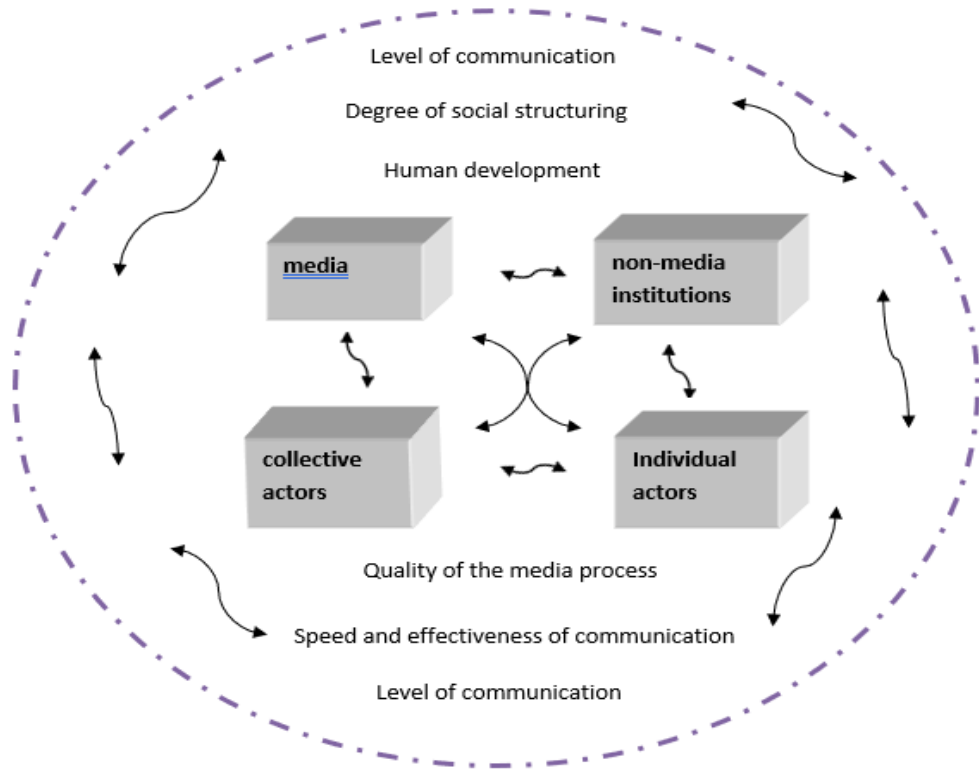 Level of communication
Degree of social structuring
Human development
media
non-media
institutions
collective
actors
Individual
actors
Quality of the media process
Speed and effectiveness of communication
Level of communication